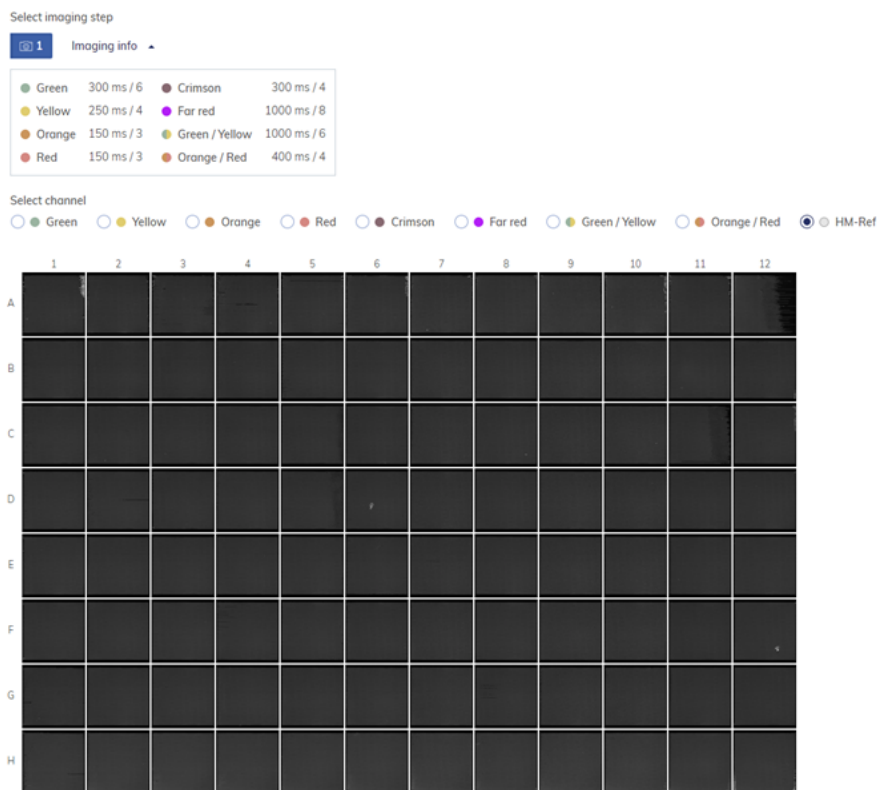 Select imaging step
1 Imaging info
Green 300 ms / 6 Crimson 300 ms / 4
Yellow 250 ms / 4 Far red 1000 ms / 8
Orange 150 ms / 3 Green / Yellow 1000 ms / 6
Red 150 ms / 3 Orange / Red 400 ms / 4
Select channel
Green Yellow Orange Red Crimson Far red Green / Yellow Orange / Red HM-Ref
1 2 3 4 5 6 7 8 9 10 11 12
A
B
C
D
E
F
G
H